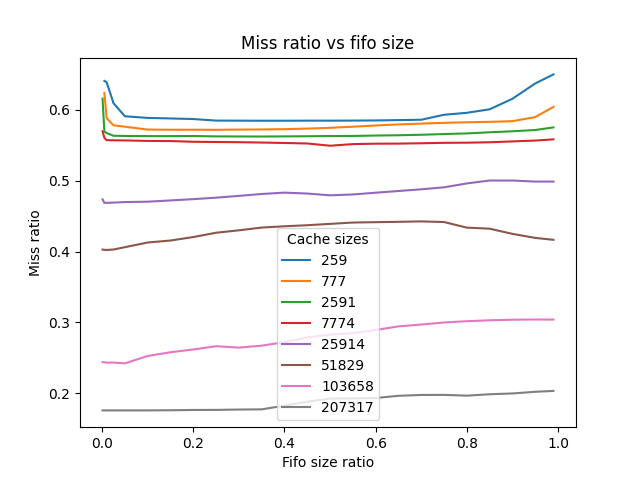 Miss ratio vs fifo size
Miss ratio
0.6
0.5
0.4
0.3
0.2
Cache sizes
259
777
2591
7774
25914
51829
103658
207317
0.0 0.2 0.4 0.6 0.8 1.0
Fifo size ratio